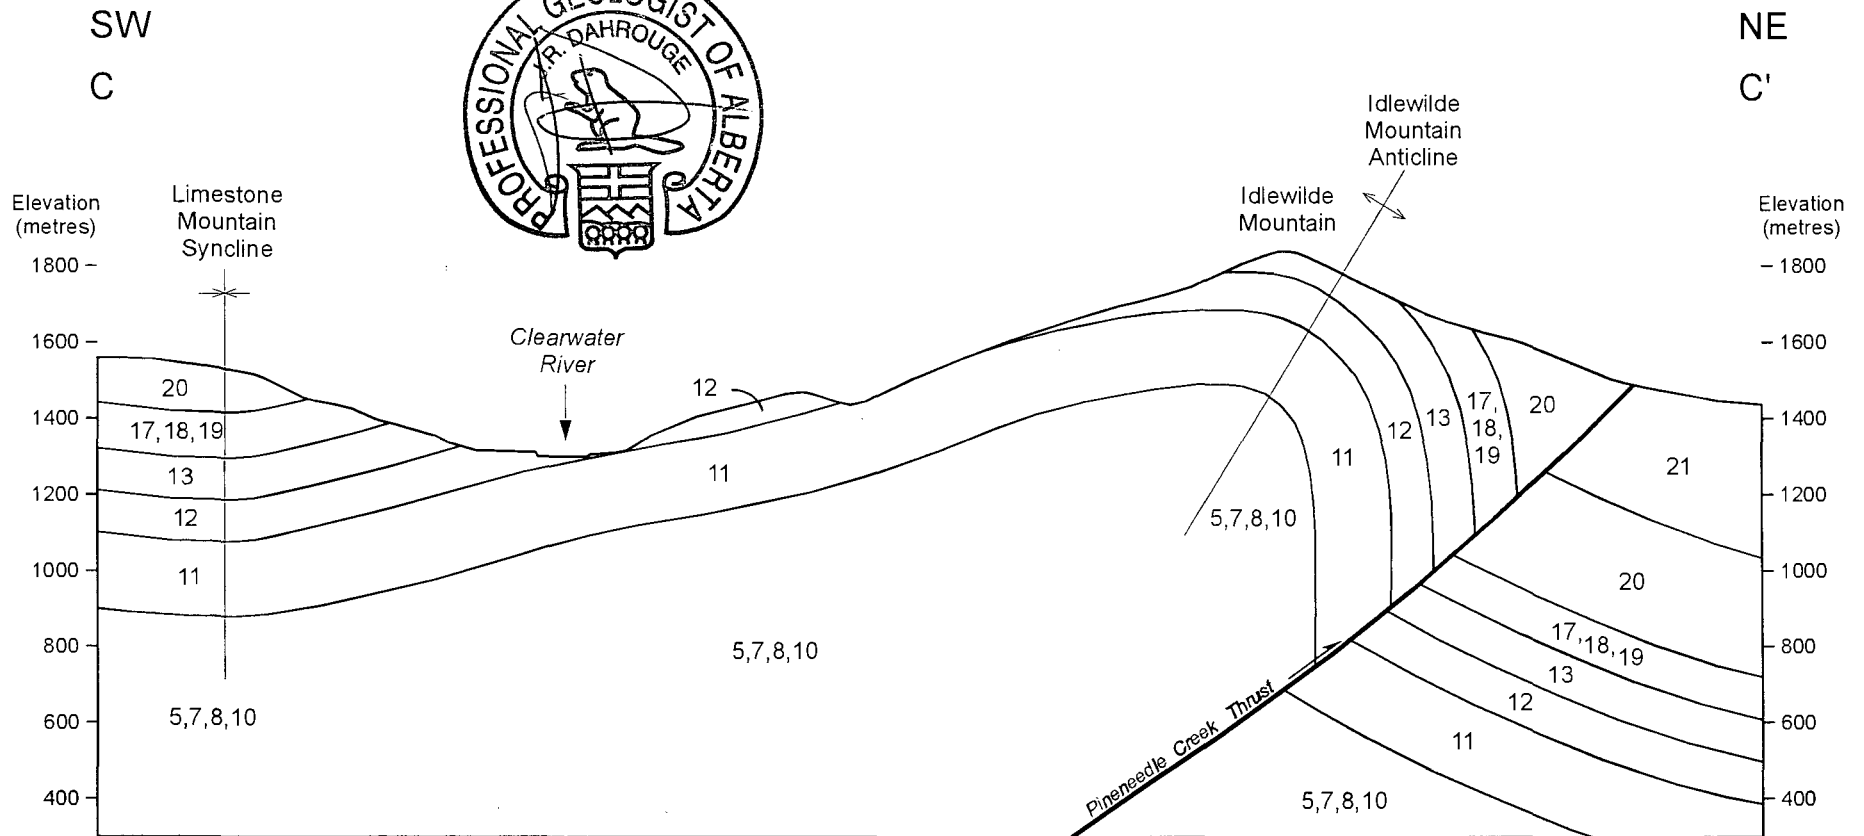 SW
NE
C
C'
PROFESSIONAL GEOLOGIST OF ALBERTA
J.R. DAHROUGE
Idlewilde
Mountain
Anticline
Limestone
Mountain
Syncline
Idlewilde
Mountain
Elevation
(metres)
Elevation
(metres)
1800
1800
Clearwater
River
1600
1600
20
12
17,
18,
19
20
1400
1400
17, 18, 19
12
13
11
11
21
13
1200
1200
12
5,7,8,10
11
1000
1000
20
800
800
5,7,8,10
17, 18, 19
13
12
5,7,8,10
600
600
11
Pineneedle Creek Thrust
400
400
5,7,8,10